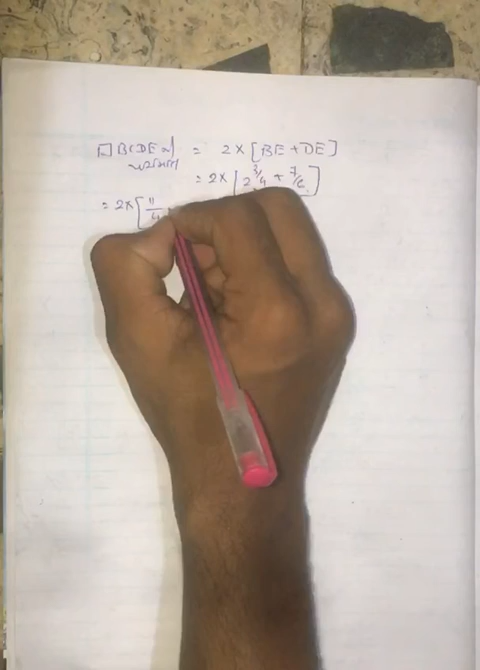 □ BCDE ની = 2 × [BE + DE]
પરિમિતિ
= 2 × [2 3/4 + 7/6]
= 2 × [11/4